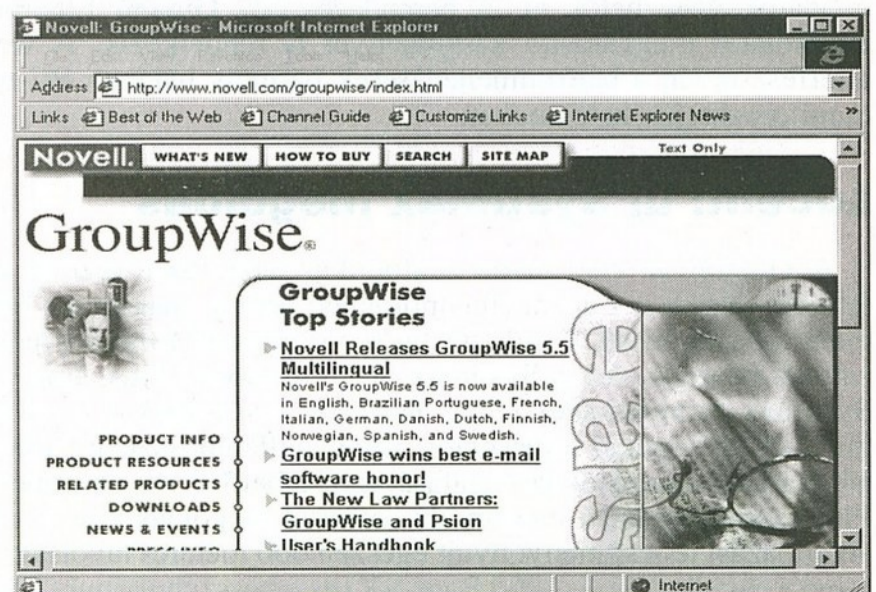 Novell: GroupWise - Microsoft Internet Explorer
Address http://www.novell.com/groupwise/index.html
Links Best of the Web Channel Guide Customize Links Internet Explorer News
Novell. WHAT'S NEW HOW TO BUY SEARCH SITE MAP Text Only
GroupWise®
GroupWise
Top Stories
Novell Releases GroupWise 5.5
Multilingual
Novell's GroupWise 5.5 is now available
in English, Brazilian Portuguese, French,
Italian, German, Danish, Dutch, Finnish,
Norwegian, Spanish, and Swedish.
GroupWise wins best e-mail
software honor!
The New Law Partners:
GroupWise and Psion
User's Handbook
PRODUCT INFO
PRODUCT RESOURCES
RELATED PRODUCTS
DOWNLOADS
NEWS & EVENTS
PRESS INFO
eas
Internet